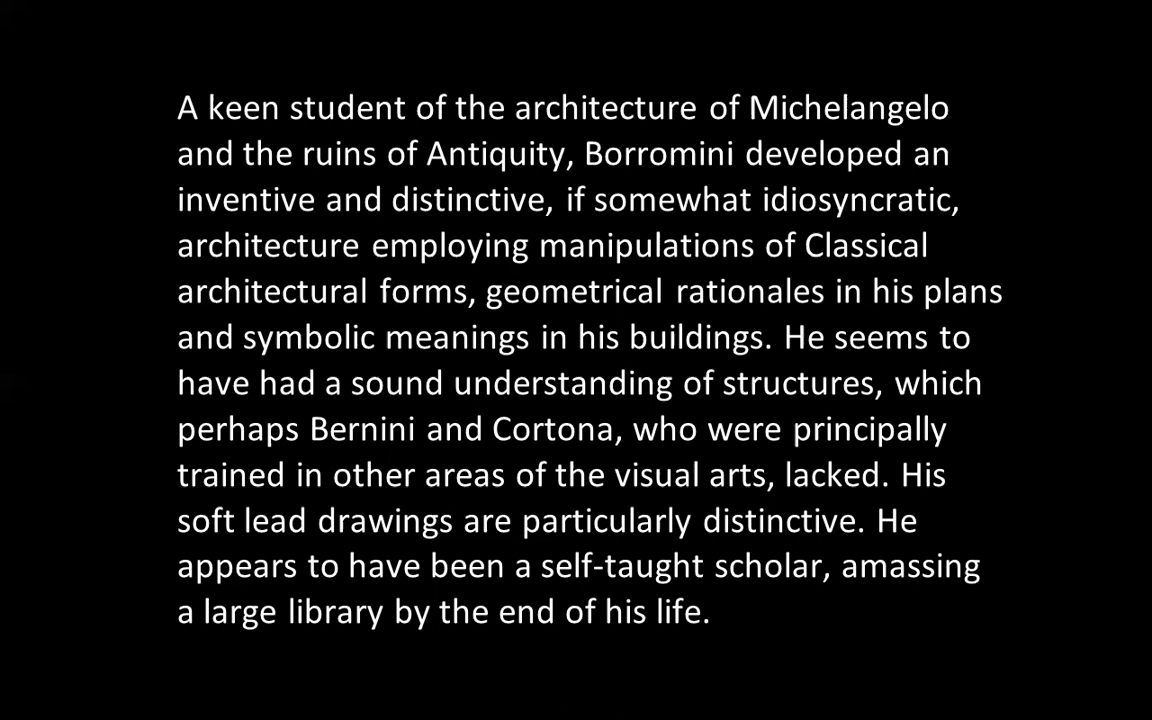 A keen student of the architecture of Michelangelo
and the ruins of Antiquity, Borromini developed an
inventive and distinctive, if somewhat idiosyncratic,
architecture employing manipulations of Classical
architectural forms, geometrical rationales in his plans
and symbolic meanings in his buildings. He seems to
have had a sound understanding of structures, which
perhaps Bernini and Cortona, who were principally
trained in other areas of the visual arts, lacked. His
soft lead drawings are particularly distinctive. He
appears to have been a self-taught scholar, amassing
a large library by the end of his life.